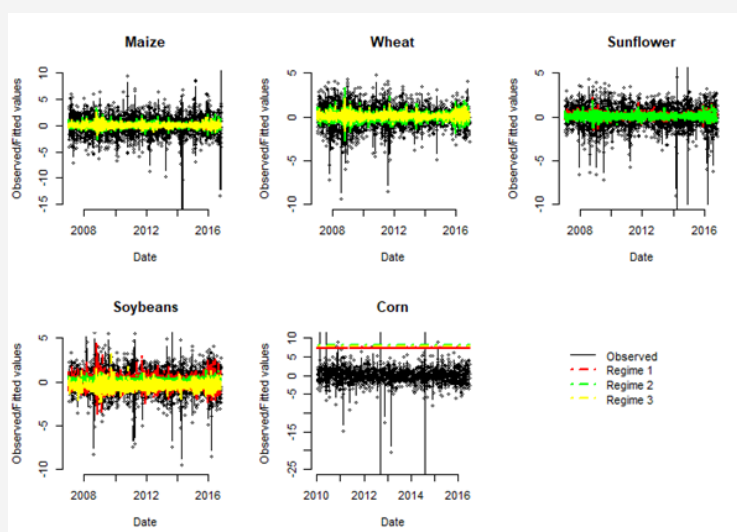 Maize
Observed/Fitted values
10
5
0
-5
-10
-15
2008 2012 2016
Date
Wheat
Observed/Fitted values
5
0
-5
-10
2008 2012 2016
Date
Sunflower
Observed/Fitted values
5
0
-5
-10
2008 2012 2016
Date
Soybeans
Observed/Fitted values
5
0
-5
-10
2008 2012 2016
Date
Corn
Observed/Fitted values
10
5
0
-5
-15
-25
2010 2012 2014 2016
Date
Observed
Regime 1
Regime 2
Regime 3